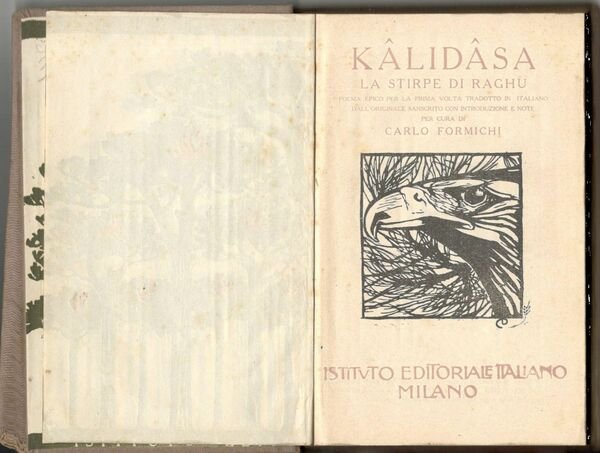 KÂLIDÂSA
LA STIRPE DI RAGHU
POEMA EPICO PER LA PRIMA VOLTA TRADOTTO IN ITALIANO
DALL'ORIGINALE SANSCRITO CON INTRODUZIONE E NOTE
PER CURA DI
CARLO FORMICHI
ISTITVTO EDITORIALE ITALIANO
MILANO